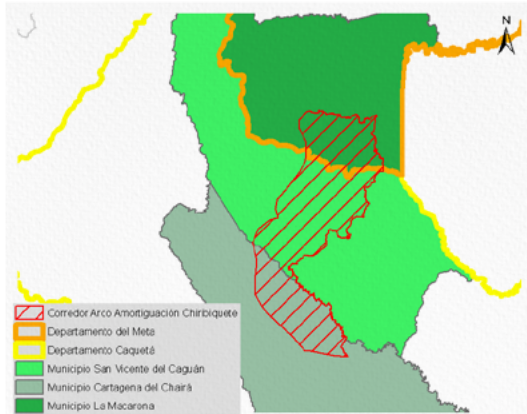 N
Corredor Arco Amortiguación Chiribiquete
Departamento del Meta
Departamento Caquetá
Municipio San Vicente del Caguán
Municipio Cartagena del Chairá
Municipio La Macarona